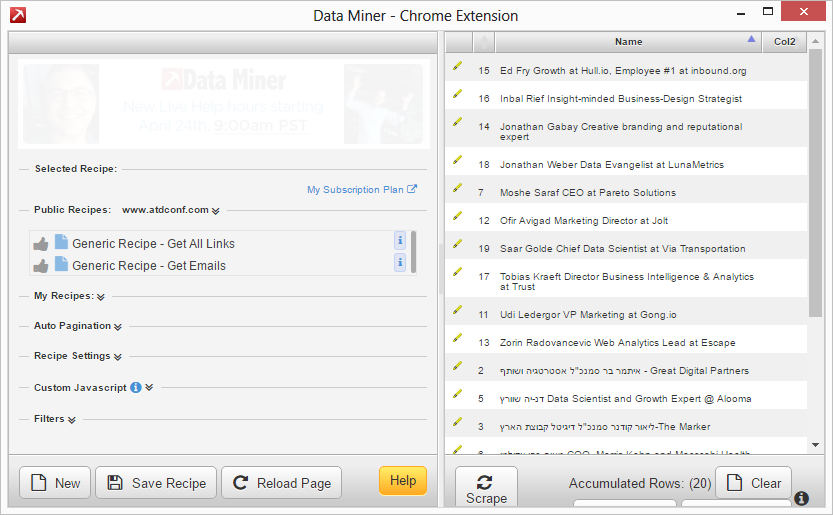 Data Miner - Chrome Extension
Data Miner
New Live Help hours starting
April 24th, 9:00am PST
Selected Recipe:
My Subscription Plan
Public Recipes: www.atdconf.com
Generic Recipe - Get All Links
Generic Recipe - Get Emails
My Recipes:
Auto Pagination
Recipe Settings
Custom Javascript
Filters
New
Save Recipe
Reload Page
Help
Name Col2
15 Ed Fry Growth at Hull.io, Employee #1 at inbound.org
16 Inbal Rief Insight-minded Business-Design Strategist
14 Jonathan Gabay Creative branding and reputational
expert
18 Jonathan Weber Data Evangelist at LunaMetrics
7 Moshe Saraf CEO at Pareto Solutions
12 Ofir Avigad Marketing Director at Jolt
19 Saar Golde Chief Data Scientist at Via Transportation
17 Tobias Kraeft Director Business Intelligence & Analytics
at Trust
11 Udi Ledergor VP Marketing at Gong.io
13 Zorin Radovancevic Web Analytics Lead at Escape
2 איתמר בר סמנכ"ל אסטרטגיה ושותף - Great Digital Partners
5 דנ-יה שוורץ Data Scientist and Growth Expert @ Alooma
3 ליאור קודנר סמנכ"ל דיגיטל קבוצת הארץ-The Marker
Scrape
Accumulated Rows: (20)
Clear